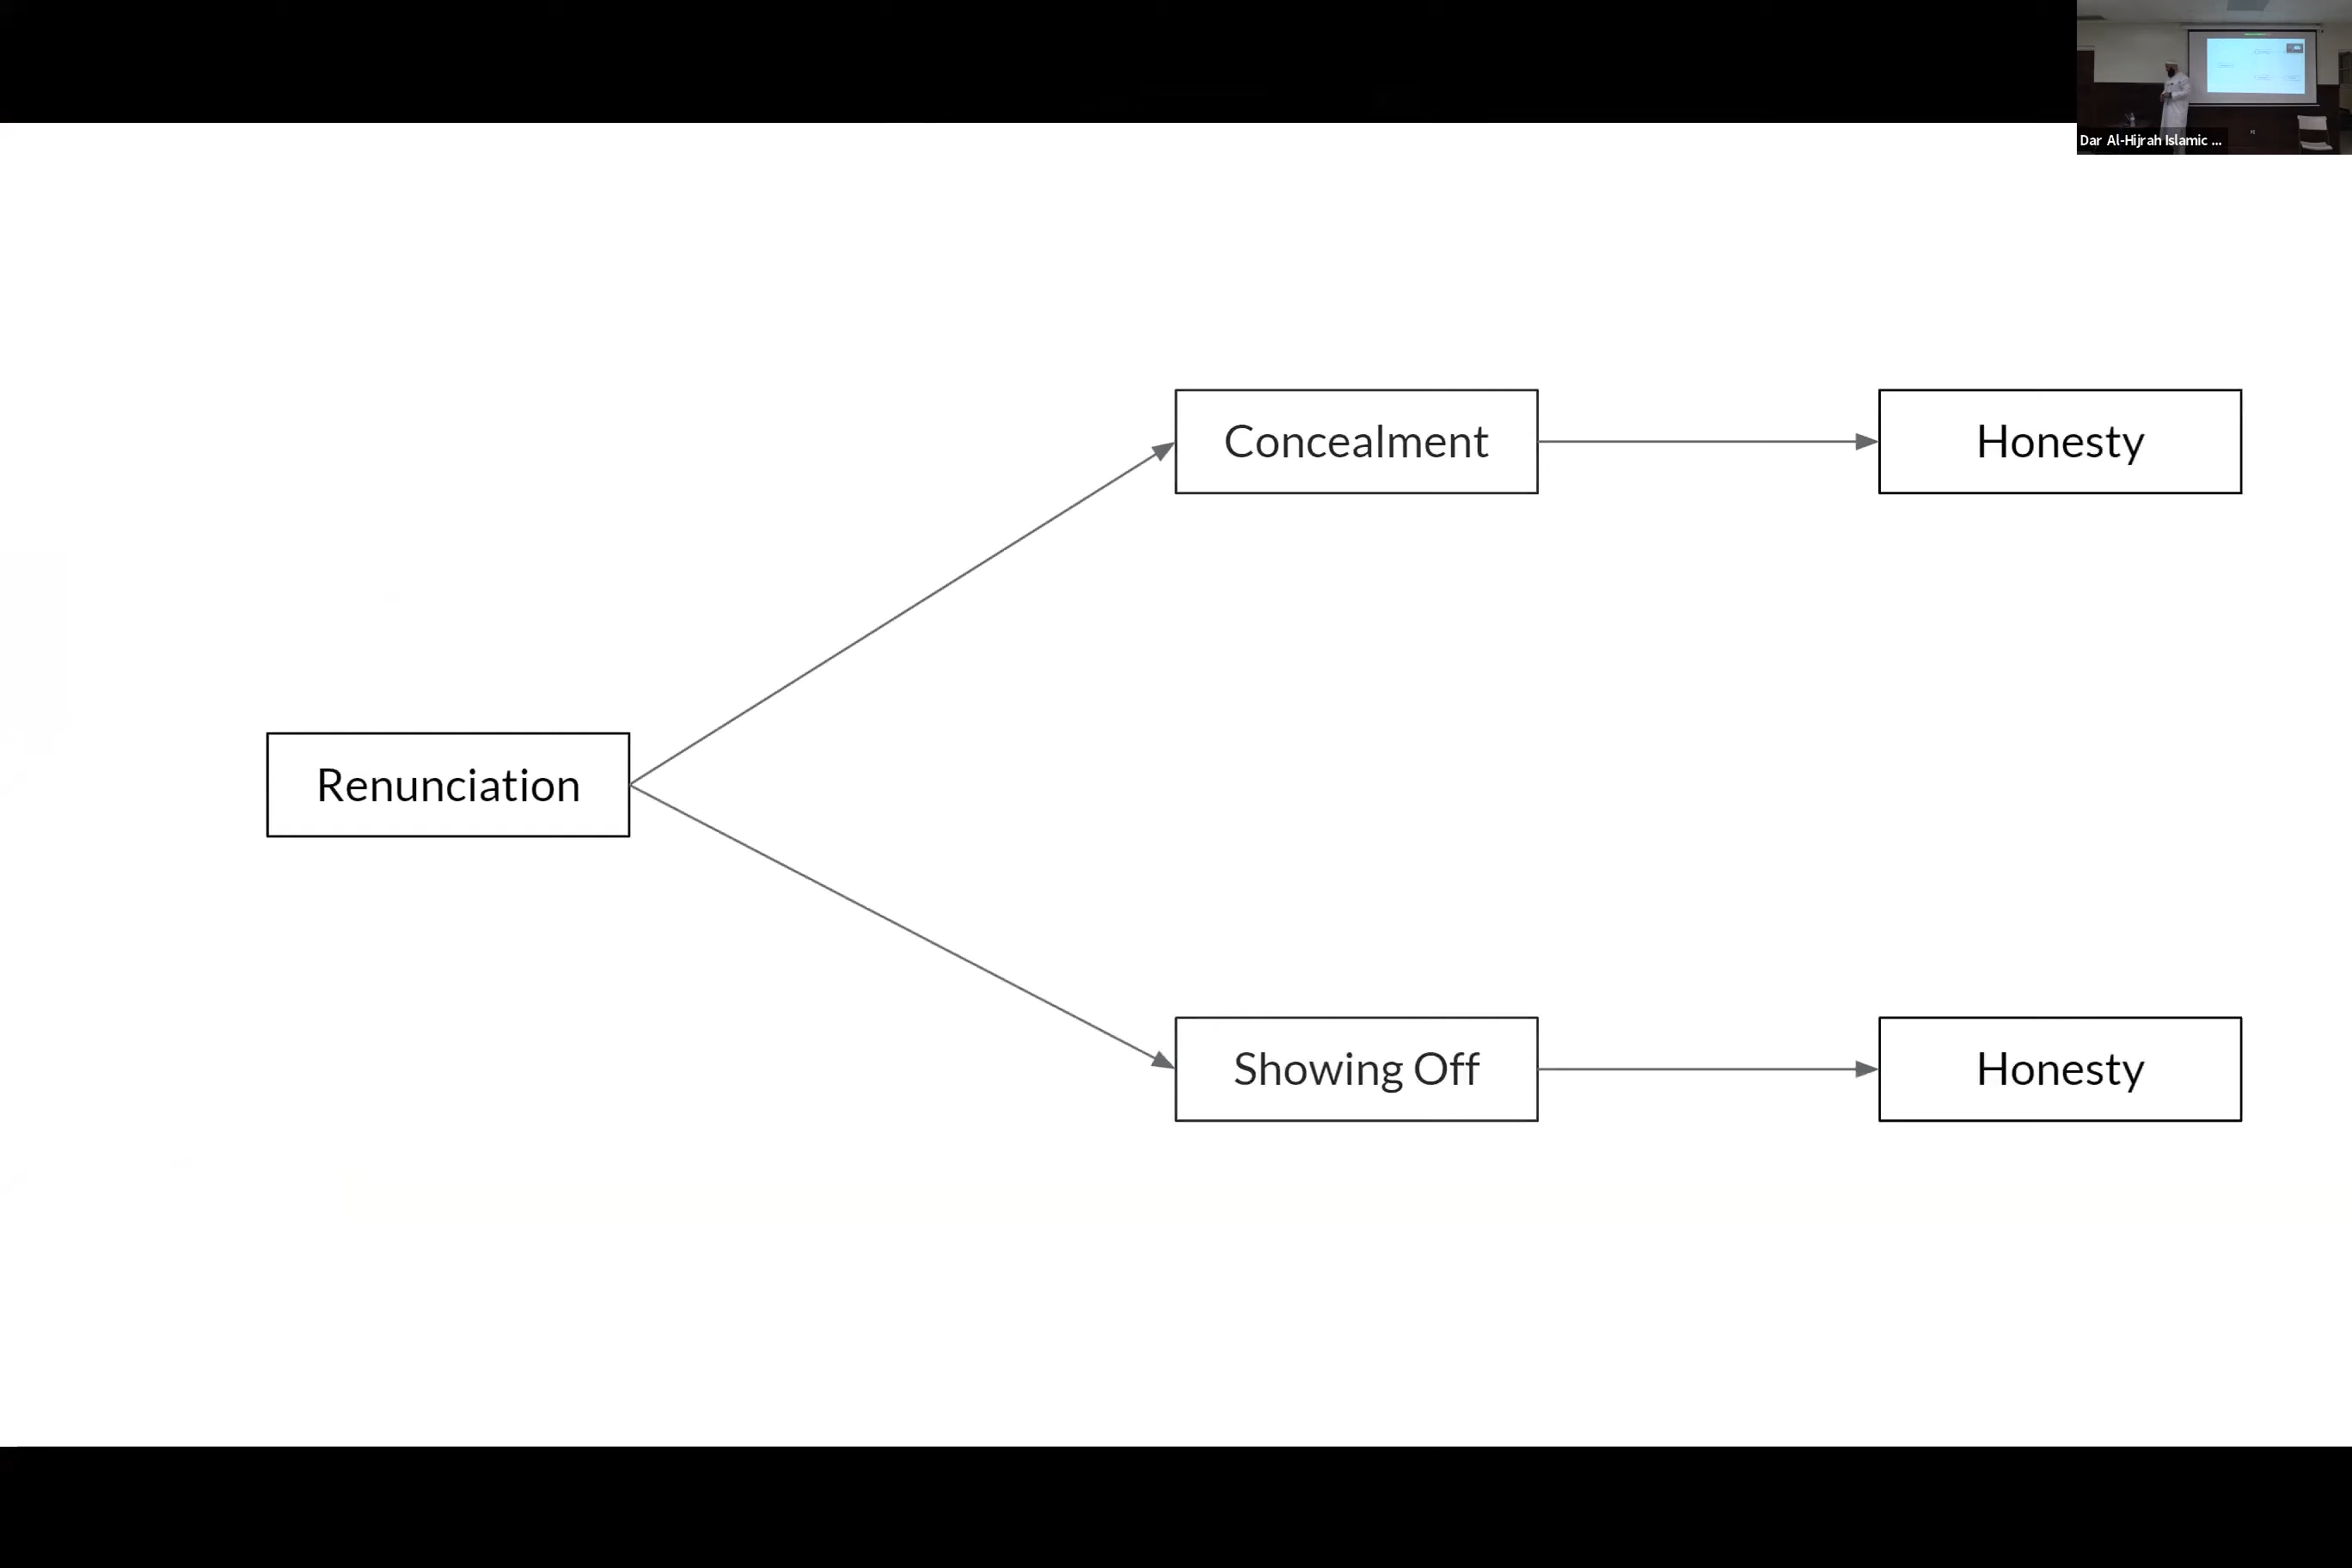 Dar Al-Hijrah Islamic ...
Concealment
Honesty
Renunciation
Showing Off
Honesty